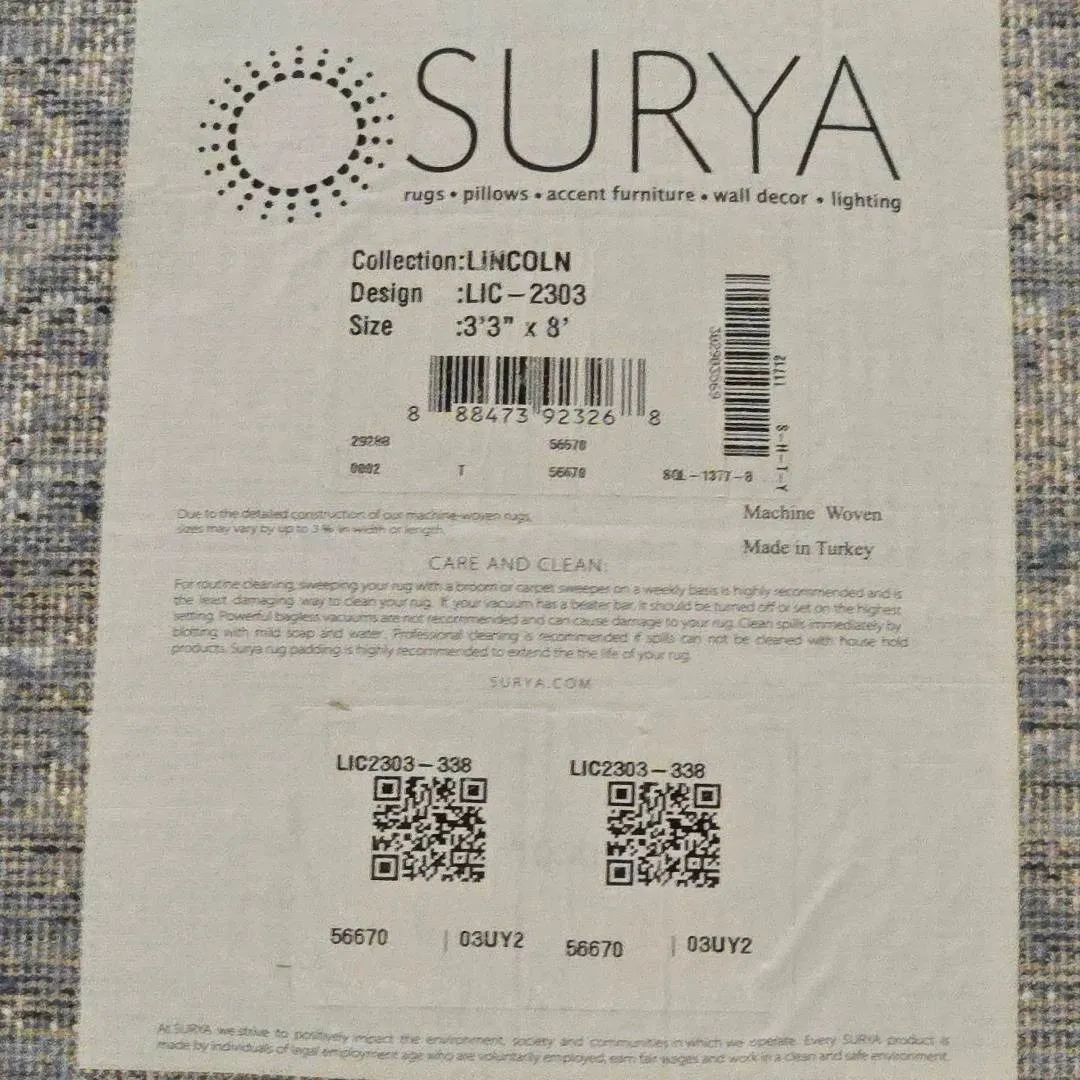 SURYA
rugs • pillows • accent furniture • wall decor • lighting
Collection:LINCOLN
Design :LIC-2303
Size :3'3" x 8'
8 88473 92326 8
11712
S-H-I-Y
29288 56670
0002 T 56670 SQL-1377-8
Due to the detailed construction of our machine-woven rugs,
sizes may vary by up to 3 % in width or length.
Machine Woven
Made in Turkey
CARE AND CLEAN:
For routine cleaning, sweeping your rug with a broom or carpet sweeper on a weekly basis is highly recommended and is
the least damaging way to clean your rug. If your vacuum has a beater bar, it should be turned off or set on the highest
setting. Powerful bagless vacuums are not recommended and can cause damage to your rug. Clean spills immediately by
blotting with mild soap and water. Professional cleaning is recommended if spills can not be cleaned with house hold
products. Surya rug padding is highly recommended to extend the the life of your rug.
SURYA.COM
LIC2303-338 LIC2303-338
56670 | 03UY2 56670 | 03UY2
At SURYA we strive to positively impact the environment, society and communities in which we operate. Every SURYA product is
made by individuals of legal employment age who are voluntarily employed, earn fair wages and work in a clean and safe environment.